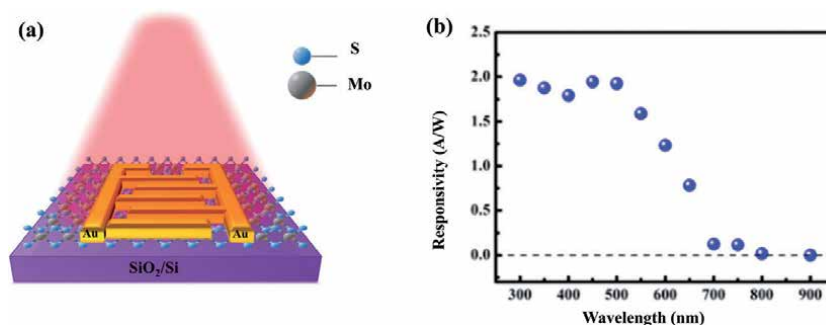 (a)
S
Mo
Au
Au
SiO₂/Si
(b)
Responsivity (A/W)
2.5
2.0
1.5
1.0
0.5
0.0
300 400 500 600 700 800 900
Wavelength (nm)